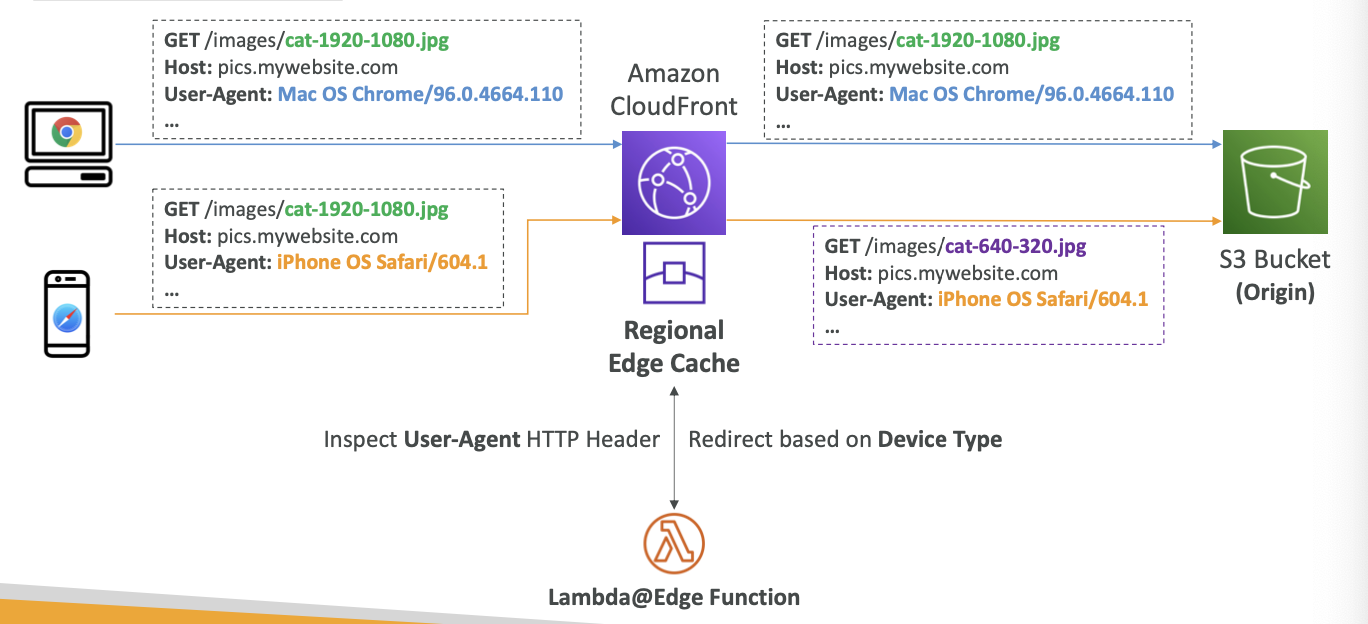 GET /images/cat-1920-1080.jpg
Host: pics.mywebsite.com
User-Agent: Mac OS Chrome/96.0.4664.110
...
Amazon
CloudFront
GET /images/cat-1920-1080.jpg
Host: pics.mywebsite.com
User-Agent: Mac OS Chrome/96.0.4664.110
...
GET /images/cat-1920-1080.jpg
Host: pics.mywebsite.com
User-Agent: iPhone OS Safari/604.1
...
GET /images/cat-640-320.jpg
Host: pics.mywebsite.com
User-Agent: iPhone OS Safari/604.1
...
S3 Bucket
(Origin)
Regional
Edge Cache
Inspect User-Agent HTTP Header
Redirect based on Device Type
Lambda@Edge Function